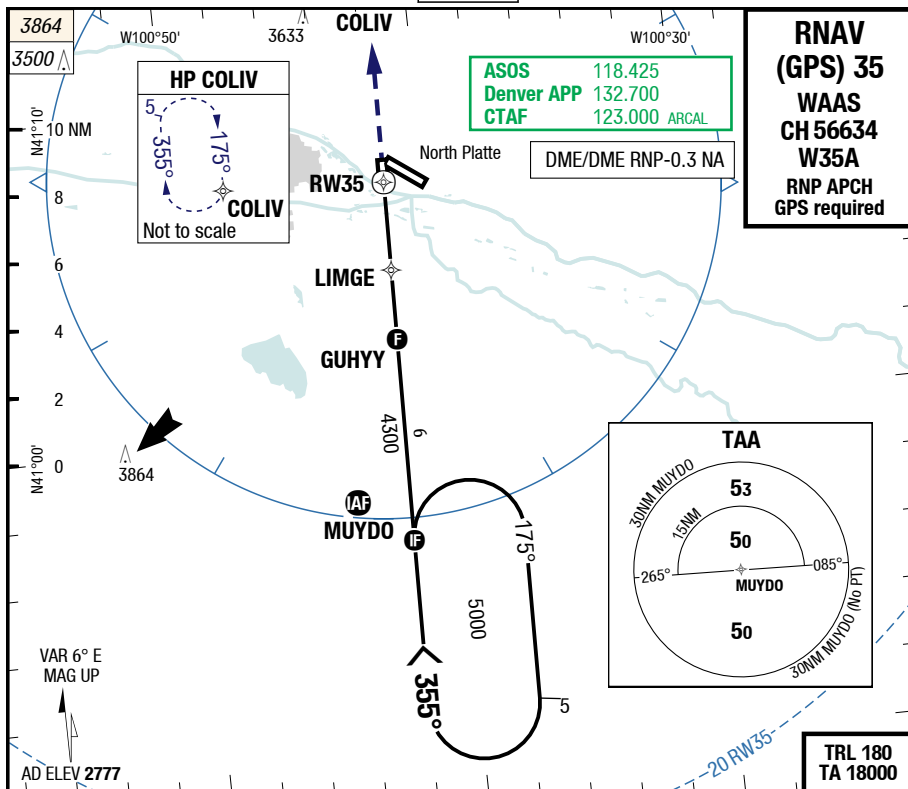 3864
3500
W100°50'
3633
COLIV
W100°30'
RNAV
(GPS) 35
WAAS
CH 56634
W35A
RNP APCH
GPS required
HP COLIV
5
355°
175°
COLIV
Not to scale
ASOS 118.425
Denver APP 132.700
CTAF 123.000 ARCAL
DME/DME RNP-0.3 NA
North Platte
N41°10'
10 NM
8
6
4
2
0
N41°00'
RW35
LIMGE
F
GUHYY
4300
6
3864
IAF
MUYDO
IF
175°
5000
355°
5
TAA
30NM MUYDO
53
15NM
50
265°
085°
MUYDO
50
30NM MUYDO (No PT)
VAR 6° E
MAG UP
AD ELEV 2777
20 RW35
TRL 180
TA 18000